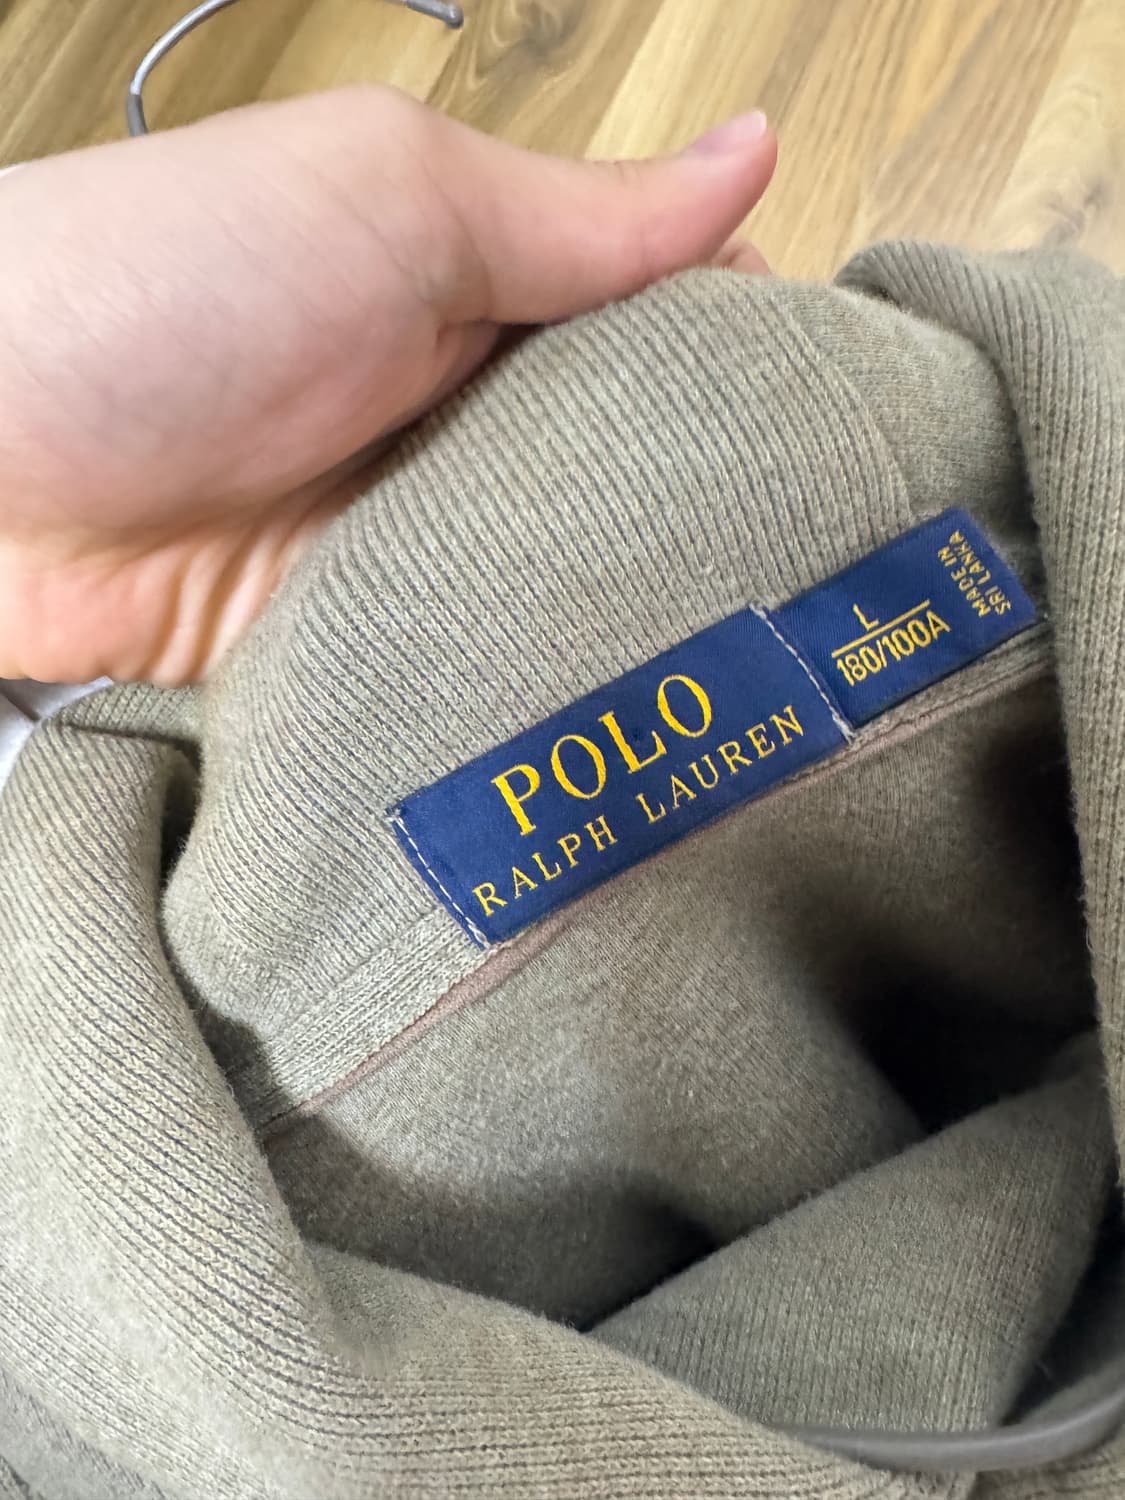 POLO
RALPH LAUREN
L
180/100A
MADE IN
SRI LANKA